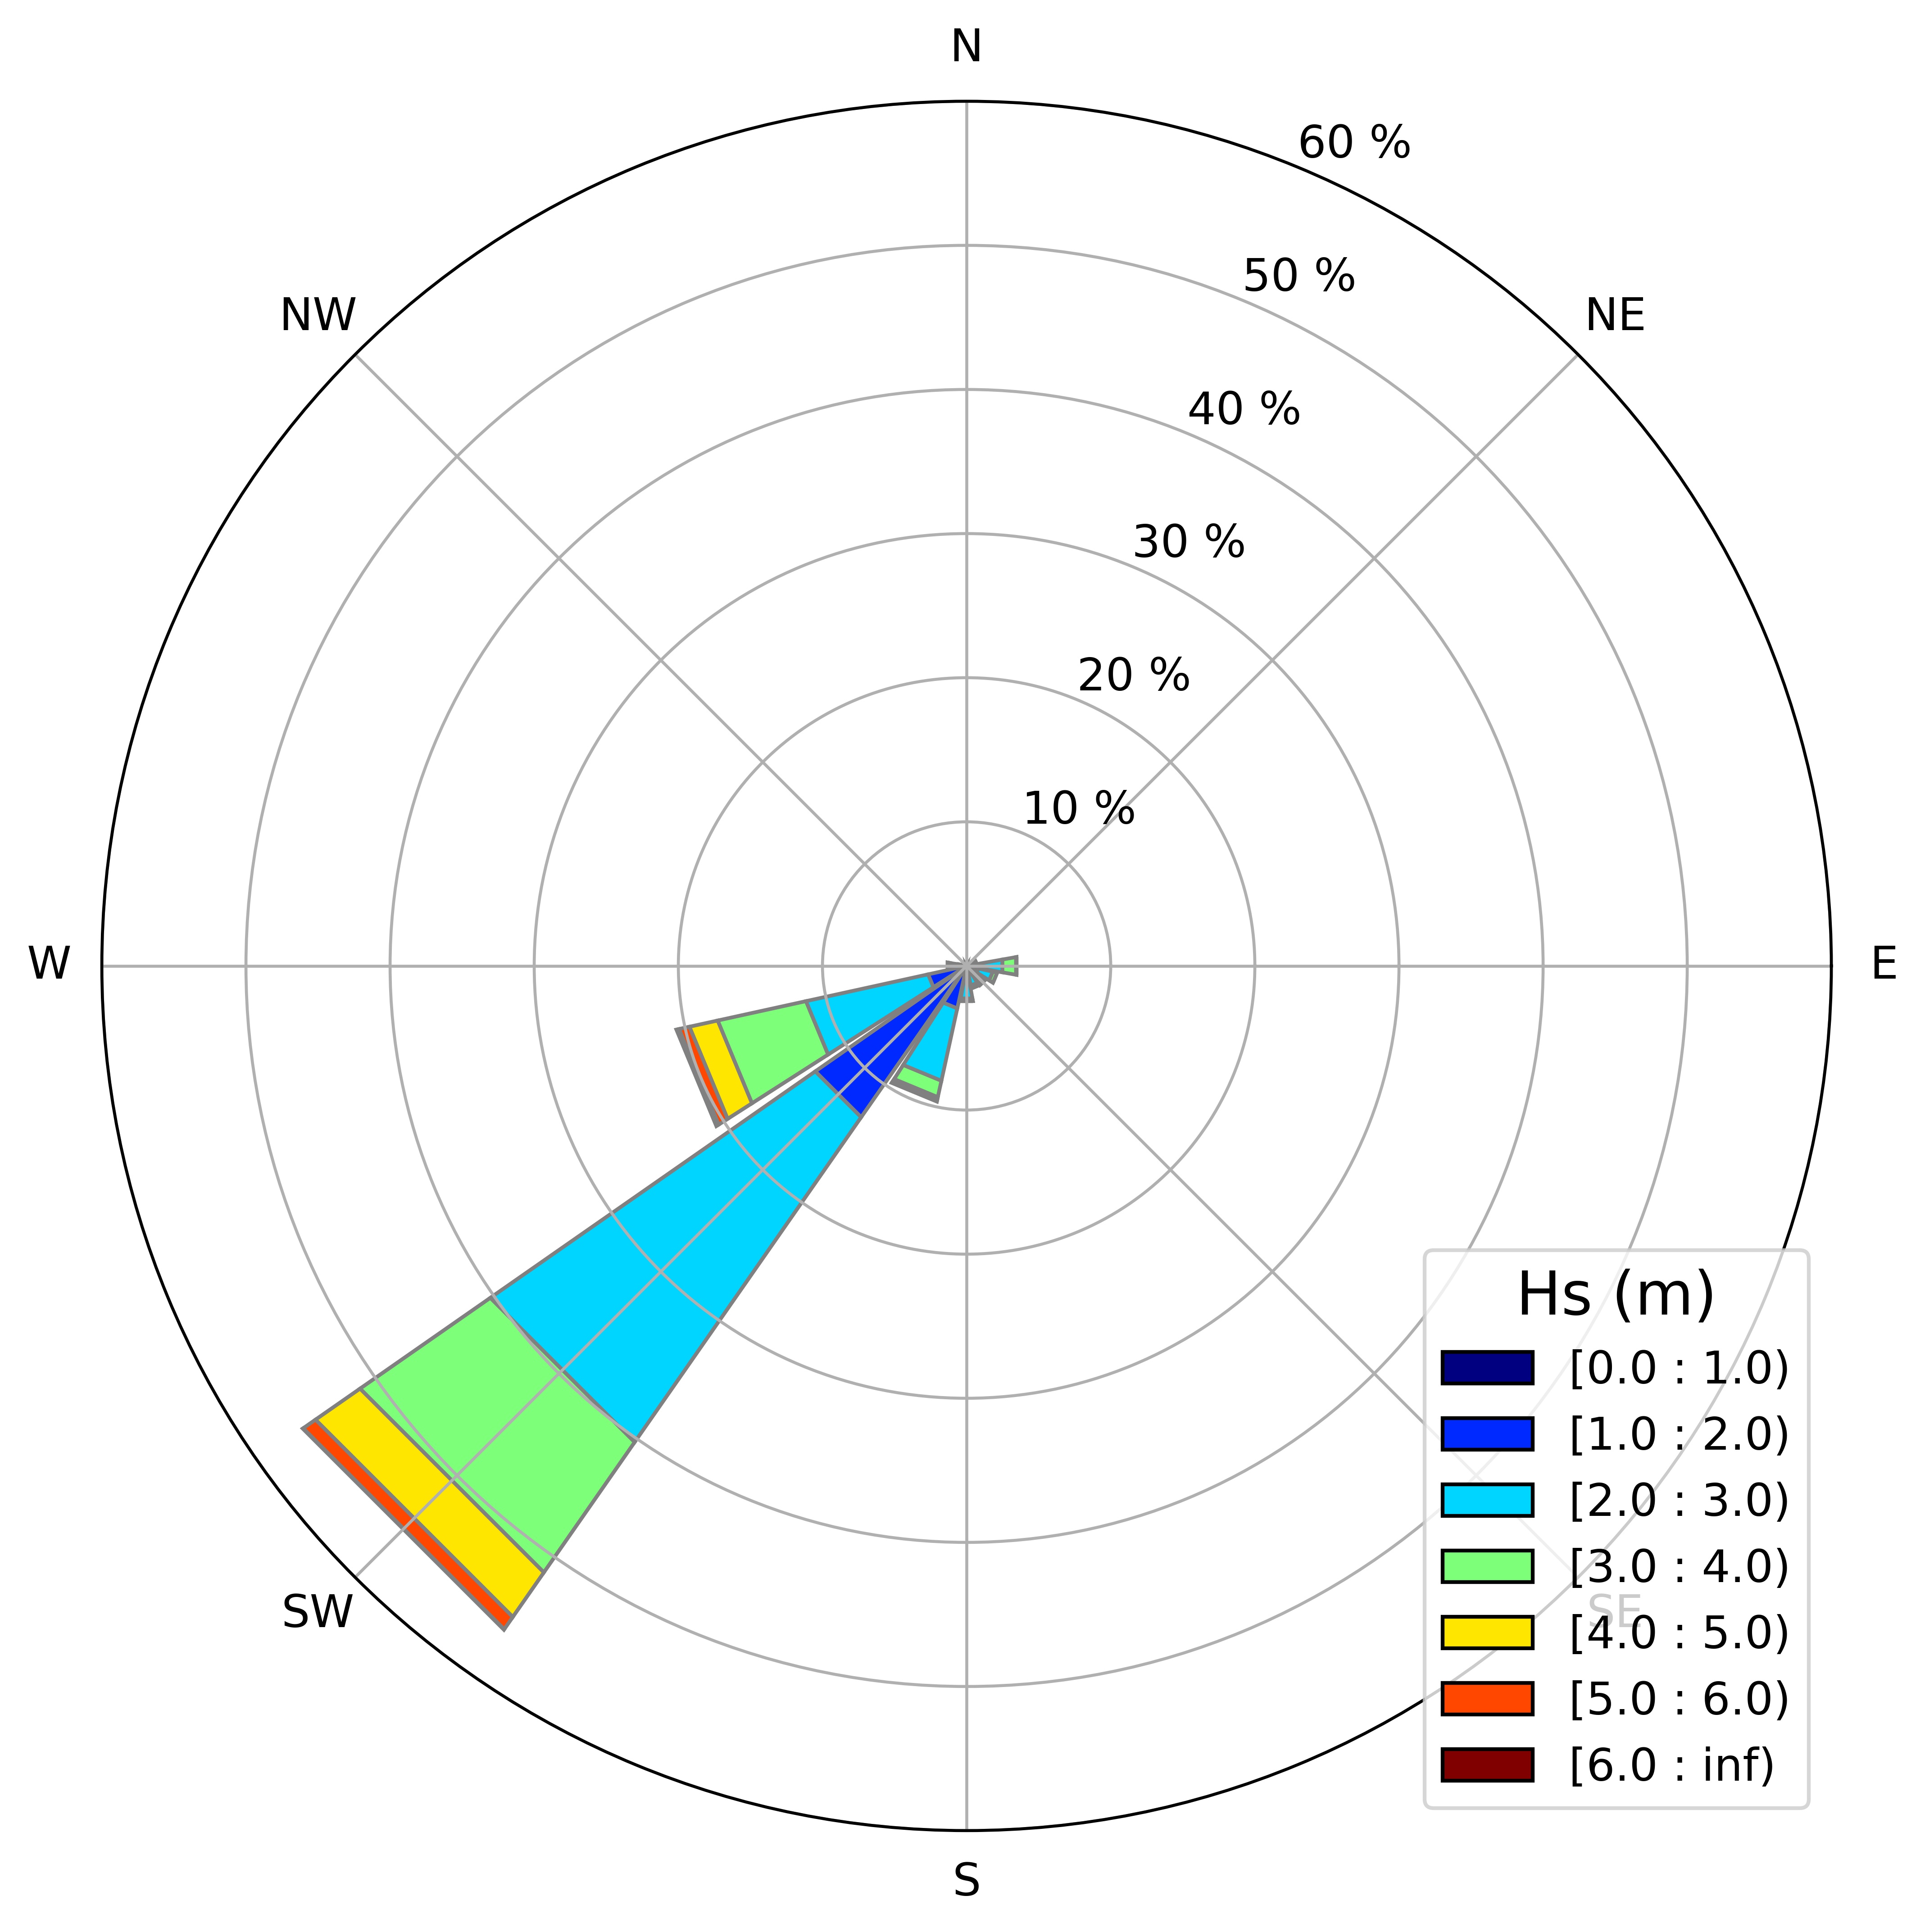 N
60 %
50 %
NW
NE
40 %
30 %
20 %
10 %
W
E
Hs (m)
[0.0 : 1.0)
[1.0 : 2.0)
[2.0 : 3.0)
[3.0 : 4.0)
SW
SE
[4.0 : 5.0)
[5.0 : 6.0)
[6.0 : inf)
S